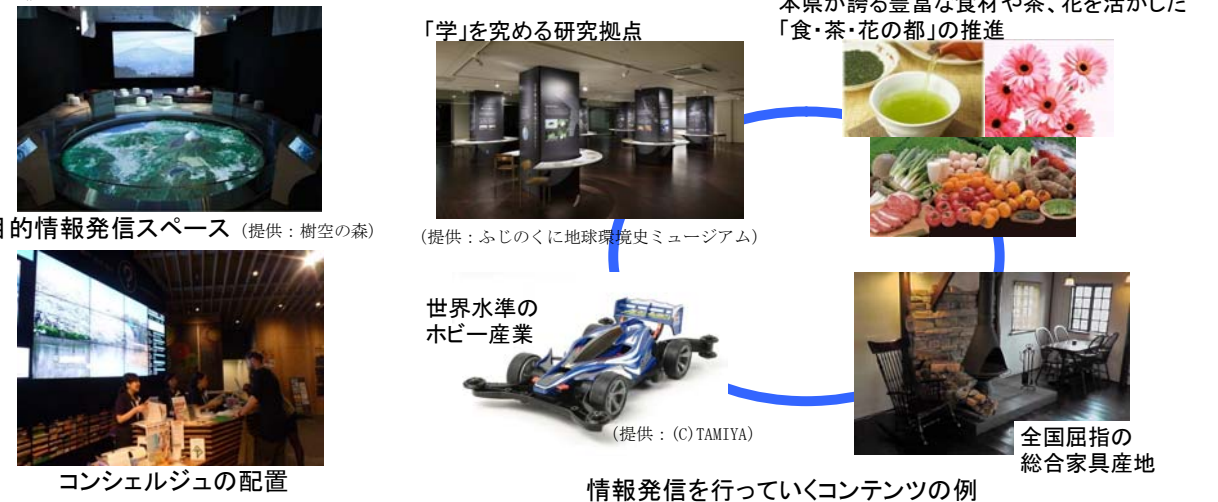 本県が誇る豊富な食材や茶、花を活かした
「食・茶・花の都」の推進
「学」を究める研究拠点
目的情報発信スペース（提供：樹空の森）
（提供：ふじのくに地球環境史ミュージアム）
世界水準の
ホビー産業
（提供：(C)TAMIYA）
全国屈指の
総合家具産地
コンシェルジュの配置
情報発信を行っていくコンテンツの例